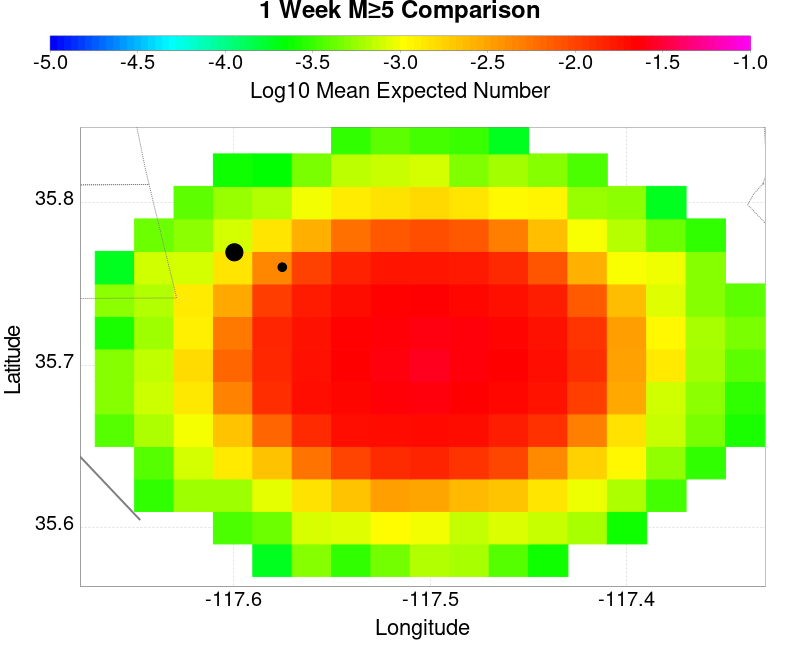 1 Week M≥5 Comparison
-5.0 -4.5 -4.0 -3.5 -3.0 -2.5 -2.0 -1.5 -1.0
Log10 Mean Expected Number
35.8
35.7
35.6
Latitude
-117.6 -117.5 -117.4
Longitude